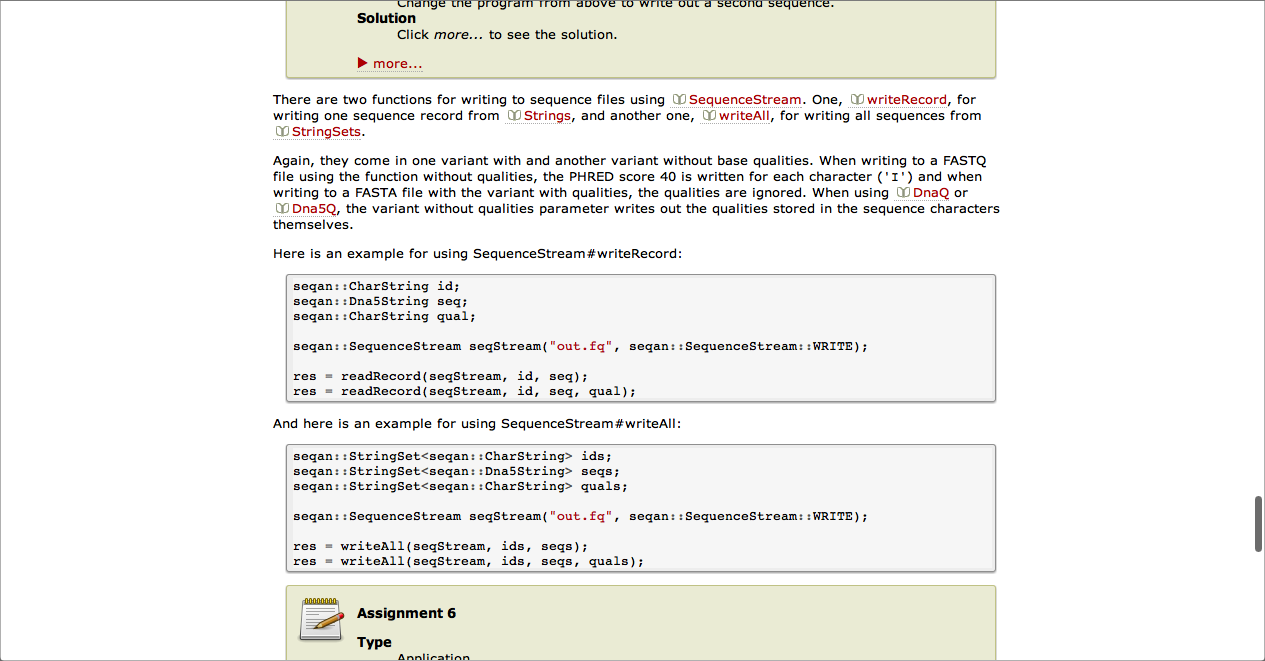 Change the program from above to write out a second sequence.
Solution
Click more... to see the solution.
more...
There are two functions for writing to sequence files using SequenceStream. One, writeRecord, for
writing one sequence record from Strings, and another one, writeAll, for writing all sequences from
StringSets.
Again, they come in one variant with and another variant without base qualities. When writing to a FASTQ
file using the function without qualities, the PHRED score 40 is written for each character ('I') and when
writing to a FASTA file with the variant with qualities, the qualities are ignored. When using DnaQ or
Dna5Q, the variant without qualities parameter writes out the qualities stored in the sequence characters
themselves.
Here is an example for using SequenceStream#writeRecord:
seqan::CharString id;
seqan::Dna5String seq;
seqan::CharString qual;
seqan::SequenceStream seqStream("out.fq", seqan::SequenceStream::WRITE);
res = readRecord(seqStream, id, seq);
res = readRecord(seqStream, id, seq, qual);
And here is an example for using SequenceStream#writeAll:
seqan::StringSet<seqan::CharString> ids;
seqan::StringSet<seqan::Dna5String> seqs;
seqan::StringSet<seqan::CharString> quals;
seqan::SequenceStream seqStream("out.fq", seqan::SequenceStream::WRITE);
res = writeAll(seqStream, ids, seqs);
res = writeAll(seqStream, ids, seqs, quals);
Assignment 6
Type
Application